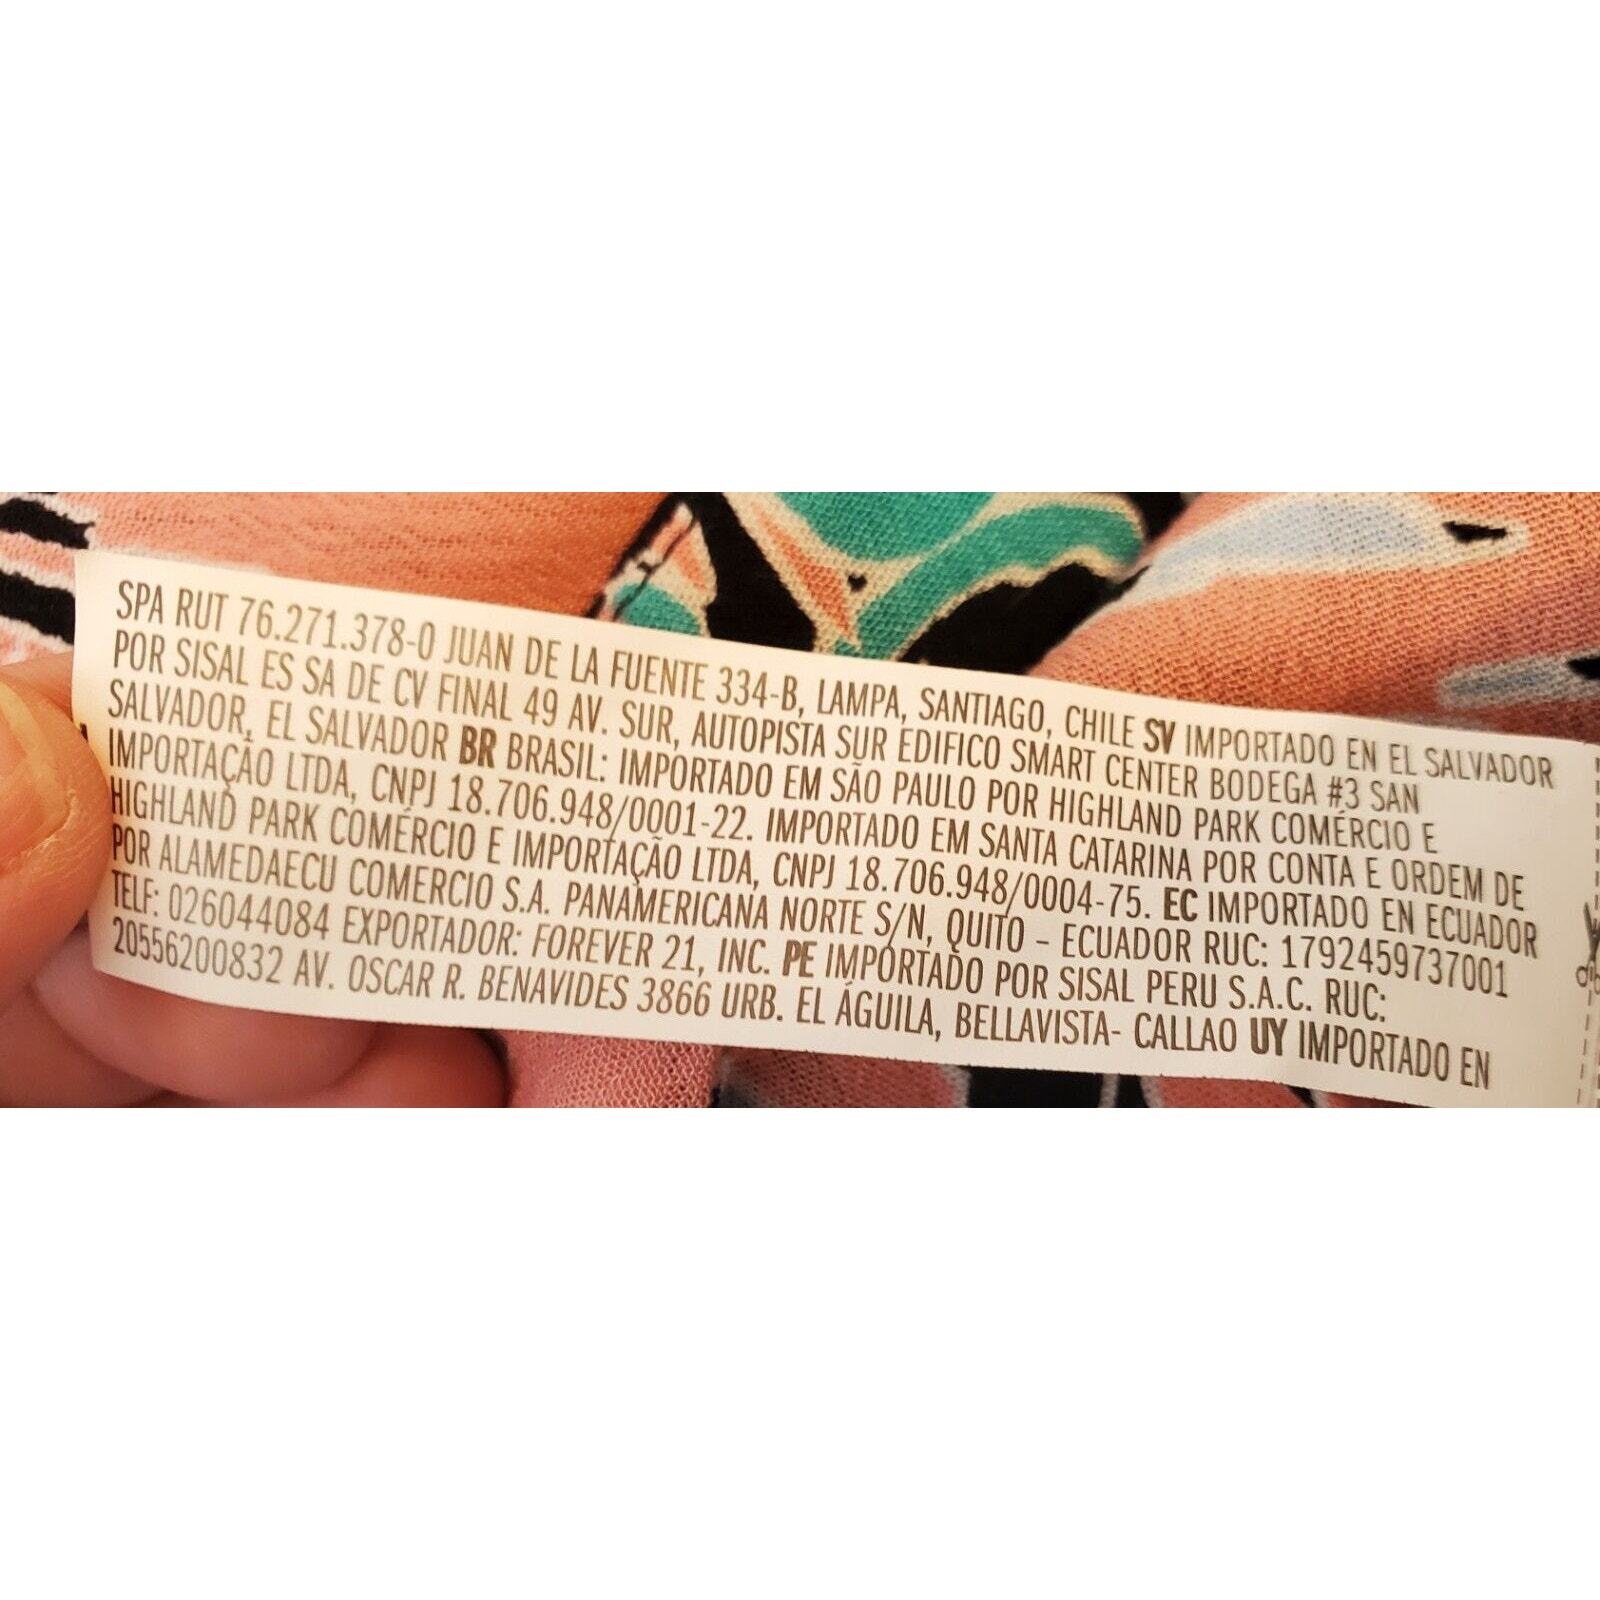 SPA RUT 76.271.378-0 JUAN DE LA FUENTE 334-B, LAMPA, SANTIAGO, CHILE SV IMPORTADO EN EL SALVADOR
POR SISAL ES SA DE CV FINAL 49 AV. SUR, AUTOPISTA SUR EDIFICO SMART CENTER BODEGA #3 SAN
SALVADOR, EL SALVADOR BR BRASIL: IMPORTADO EM SÃO PAULO POR HIGHLAND PARK COMÉRCIO E
IMPORTAÇÃO LTDA, CNPJ 18.706.948/0001-22. IMPORTADO EM SANTA CATARINA POR CONTA E ORDEM DE
HIGHLAND PARK COMÉRCIO E IMPORTAÇÃO LTDA, CNPJ 18.706.948/0004-75. EC IMPORTADO EN ECUADOR
POR ALAMEDAECU COMERCIO S.A. PANAMERICANA NORTE S/N, QUITO - ECUADOR RUC: 1792459737001
TELF: 026044084 EXPORTADOR: FOREVER 21, INC. PE IMPORTADO POR SISAL PERU S.A.C. RUC:
20556200832 AV. OSCAR R. BENAVIDES 3866 URB. EL ÁGUILA, BELLAVISTA- CALLAO UY IMPORTADO EN